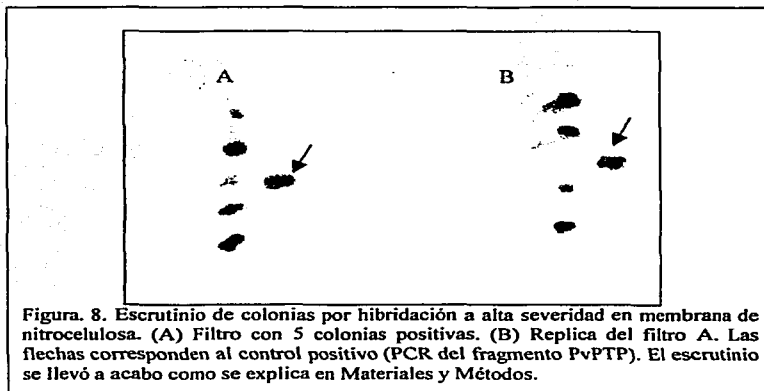 A
B
Figura. 8. Escrutinio de colonias por hibridación a alta severidad en membrana de
nitrocelulosa. (A) Filtro con 5 colonias positivas. (B) Replica del filtro A. Las
flechas corresponden al control positivo (PCR del fragmento PvPTP). El escrutinio
se llevó a acabo como se explica en Materiales y Métodos.